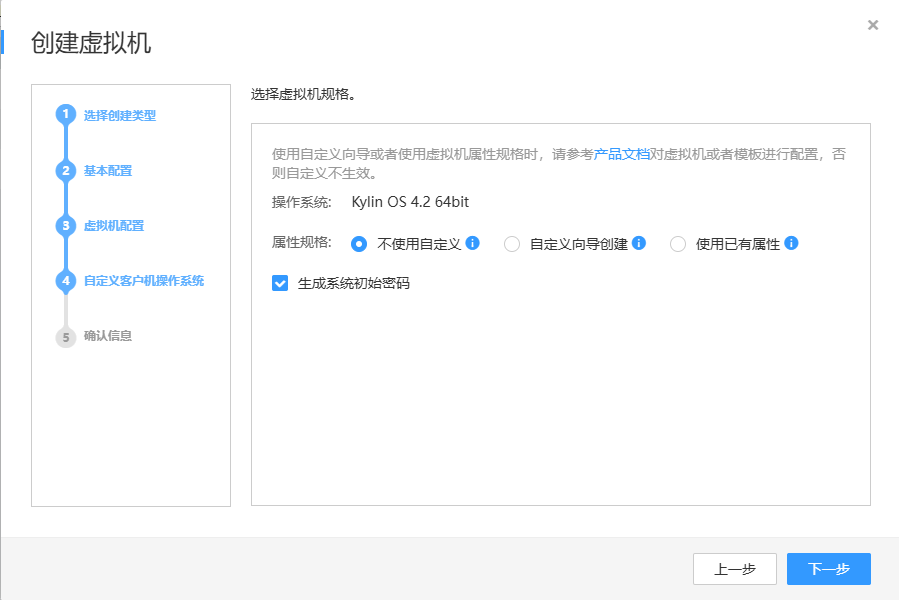 创建虚拟机
1 选择创建类型
2 基本配置
3 虚拟机配置
4 自定义客户机操作系统
5 确认信息
选择虚拟机规格。
使用自定义向导或者使用虚拟机属性规格时，请参考产品文档对虚拟机或者模板进行配置，否
则自定义不生效。
操作系统: Kylin OS 4.2 64bit
属性规格: 不使用自定义 i 自定义向导创建 i 使用已有属性 i
生成系统初始密码
上一步 下一步